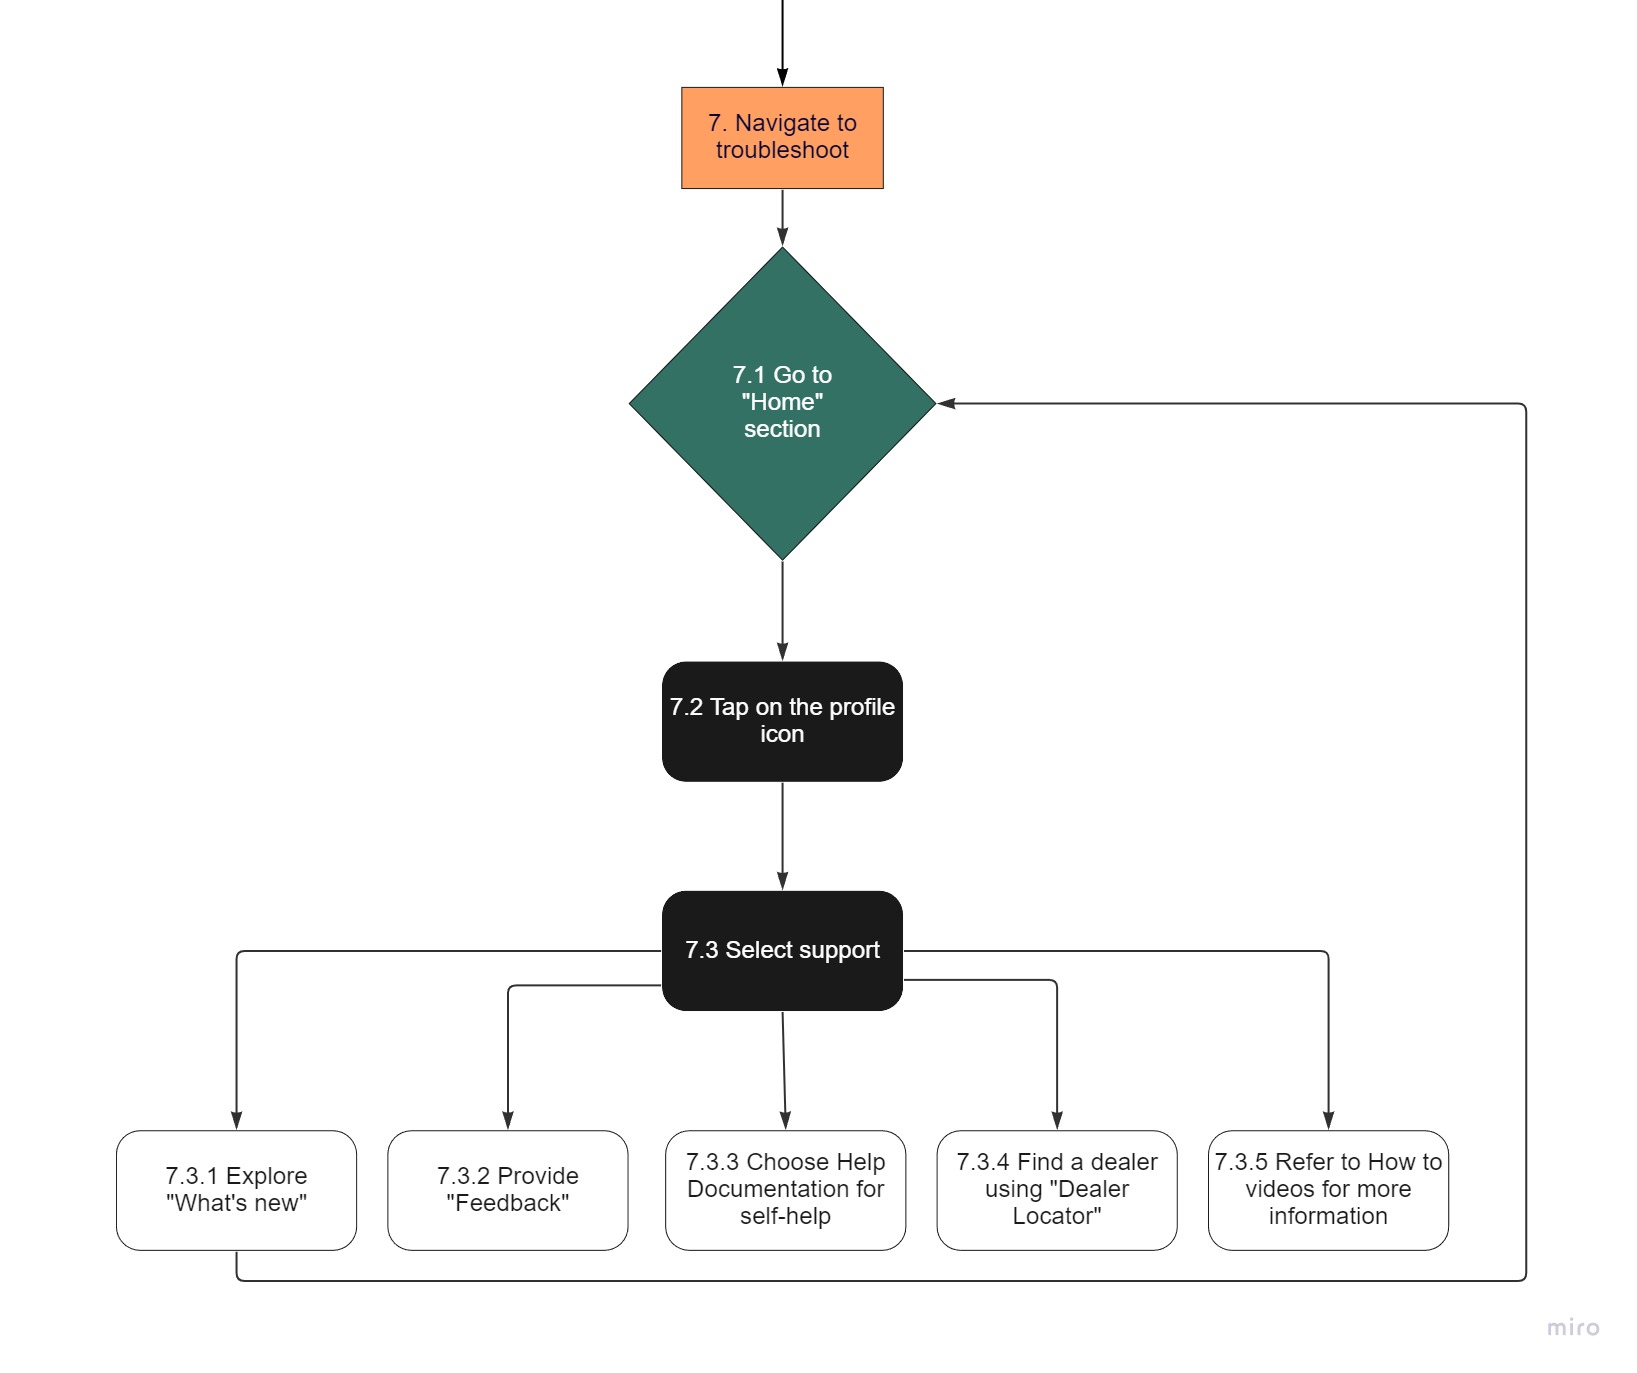 7. Navigate to
troubleshoot
7.1 Go to
"Home"
section
7.2 Tap on the profile
icon
7.3 Select support
7.3.1 Explore
"What's new"
7.3.2 Provide
"Feedback"
7.3.3 Choose Help
Documentation for
self-help
7.3.4 Find a dealer
using "Dealer
Locator"
7.3.5 Refer to How to
videos for more
information
miro